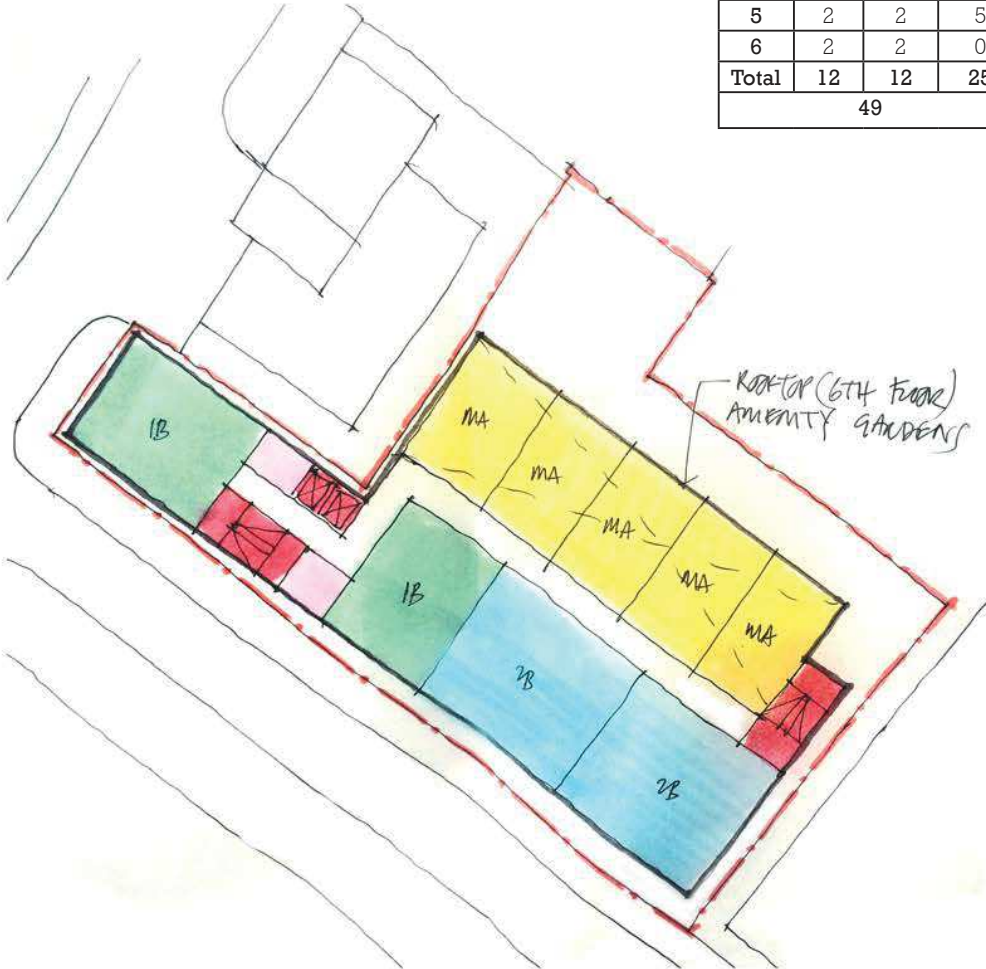 5 2 2 5
6 2 2 0
Total 12 12 25
49
ROOFTOP (6TH FLOOR)
AMENITY GARDENS
MA
1B
MA
MA
MA
1B
MA
2B
2B